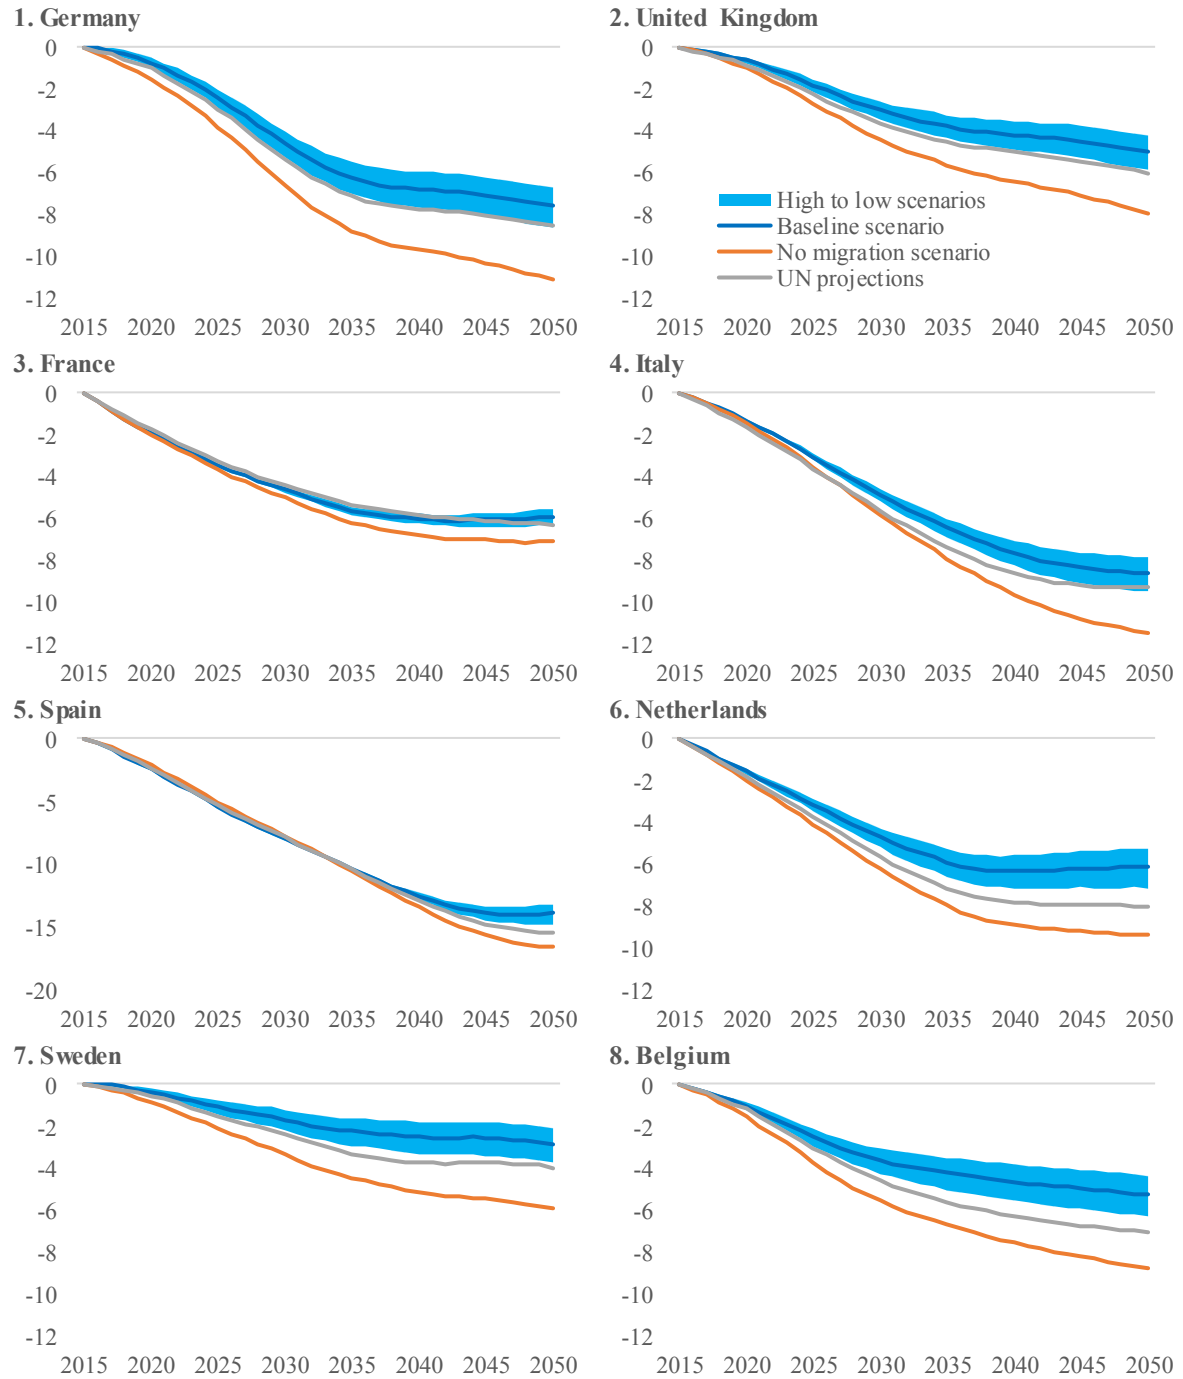 1. Germany
0
-2
-4
-6
-8
-10
-12
2015 2020 2025 2030 2035 2040 2045 2050
2. United Kingdom
0
-2
-4
-6
-8
-10
-12
High to low scenarios
Baseline scenario
No migration scenario
UN projections
2015 2020 2025 2030 2035 2040 2045 2050
3. France
0
-2
-4
-6
-8
-10
-12
2015 2020 2025 2030 2035 2040 2045 2050
4. Italy
0
-2
-4
-6
-8
-10
-12
2015 2020 2025 2030 2035 2040 2045 2050
5. Spain
0
-5
-10
-15
-20
2015 2020 2025 2030 2035 2040 2045 2050
6. Netherlands
0
-2
-4
-6
-8
-10
-12
2015 2020 2025 2030 2035 2040 2045 2050
7. Sweden
0
-2
-4
-6
-8
-10
-12
2015 2020 2025 2030 2035 2040 2045 2050
8. Belgium
0
-2
-4
-6
-8
-10
-12
2015 2020 2025 2030 2035 2040 2045 2050